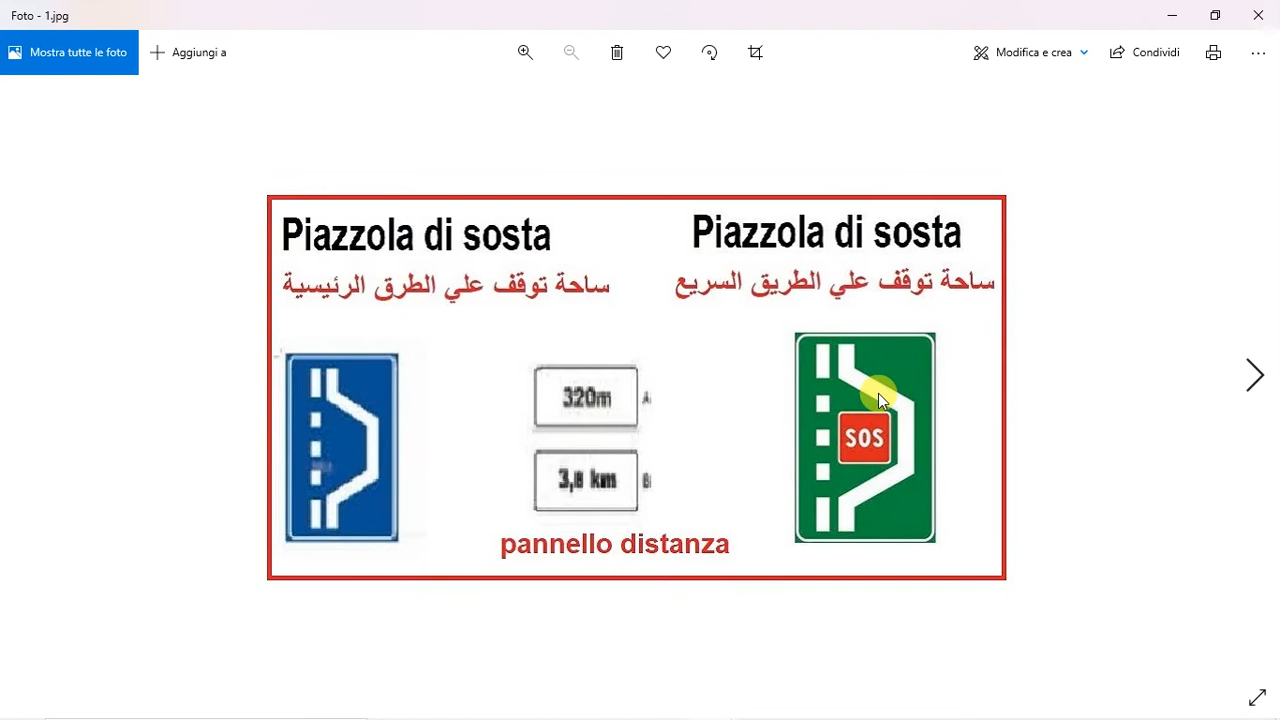 Foto - 1.jpg
Mostra tutte le foto
Aggiungi a
Modifica e crea
Condividi
Piazzola di sosta
ساحة توقف علي الطرق الرئيسية
Piazzola di sosta
ساحة توقف علي الطريق السريع
320m
3,8 km
pannello distanza
SOS